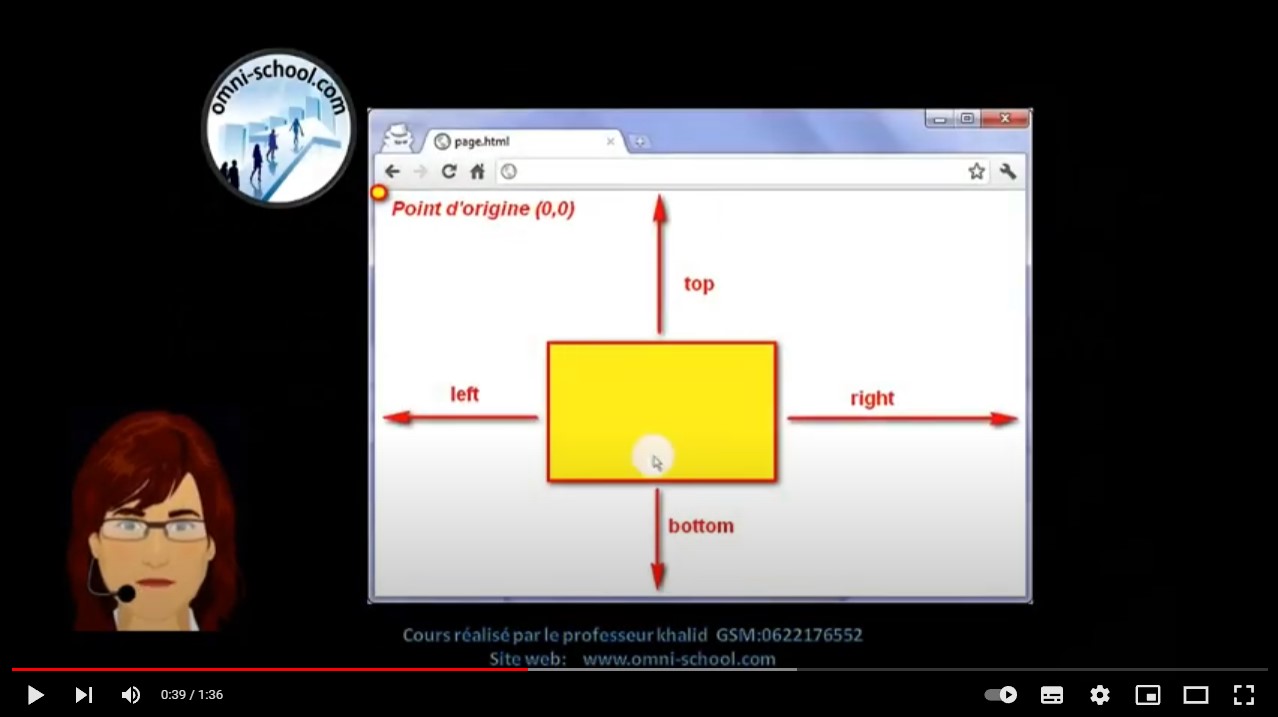 omni-school.com
page.html
Point d'origine (0,0)
top
left
right
bottom
Cours réalisé par le professeur khalid GSM:0622176552
Site web: www.omni-school.com
0:39 / 1:36